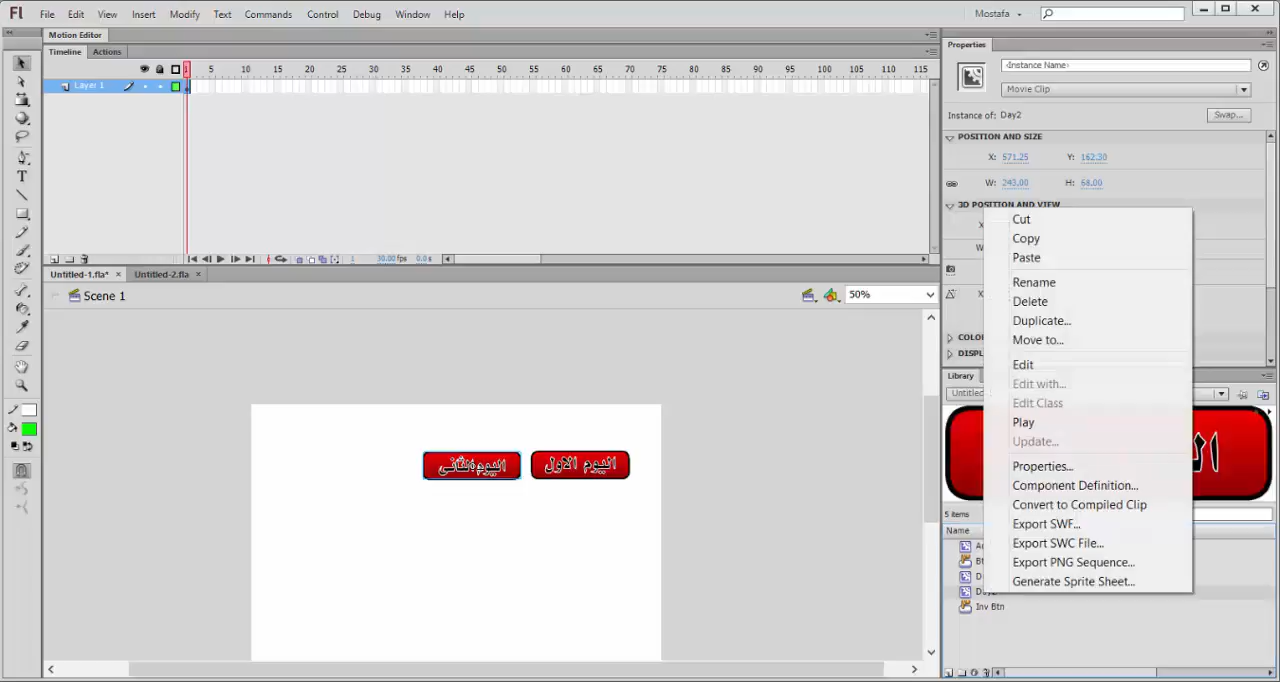 Fl File Edit View Insert Modify Text Commands Control Debug Window Help Mostafa
Motion Editor
Timeline Actions
1 5 10 15 20 25 30 35 40 45 50 55 60 65 70 75 80 85 90 95 100 105 110 115
Layer 1
1 30.00 fps 0.0 s
Untitled-1.fla* × Untitled-2.fla ×
Scene 1
50%
اليوم الاول
اليوم الثانى
Properties
<Instance Name>
Movie Clip
Instance of: Day2 Swap...
POSITION AND SIZE
X: 571.25 Y: 162.30
W: 243.00 H: 68.00
3D POSITION AND VIEW
X
W
X
Cut
Copy
Paste
Rename
Delete
Duplicate...
Move to...
Edit
Edit with...
Edit Class
Play
Update...
Properties...
Component Definition...
Convert to Compiled Clip
Export SWF...
Export SWC File...
Export PNG Sequence...
Generate Sprite Sheet...
Library
5 items
Name
Inv Btn